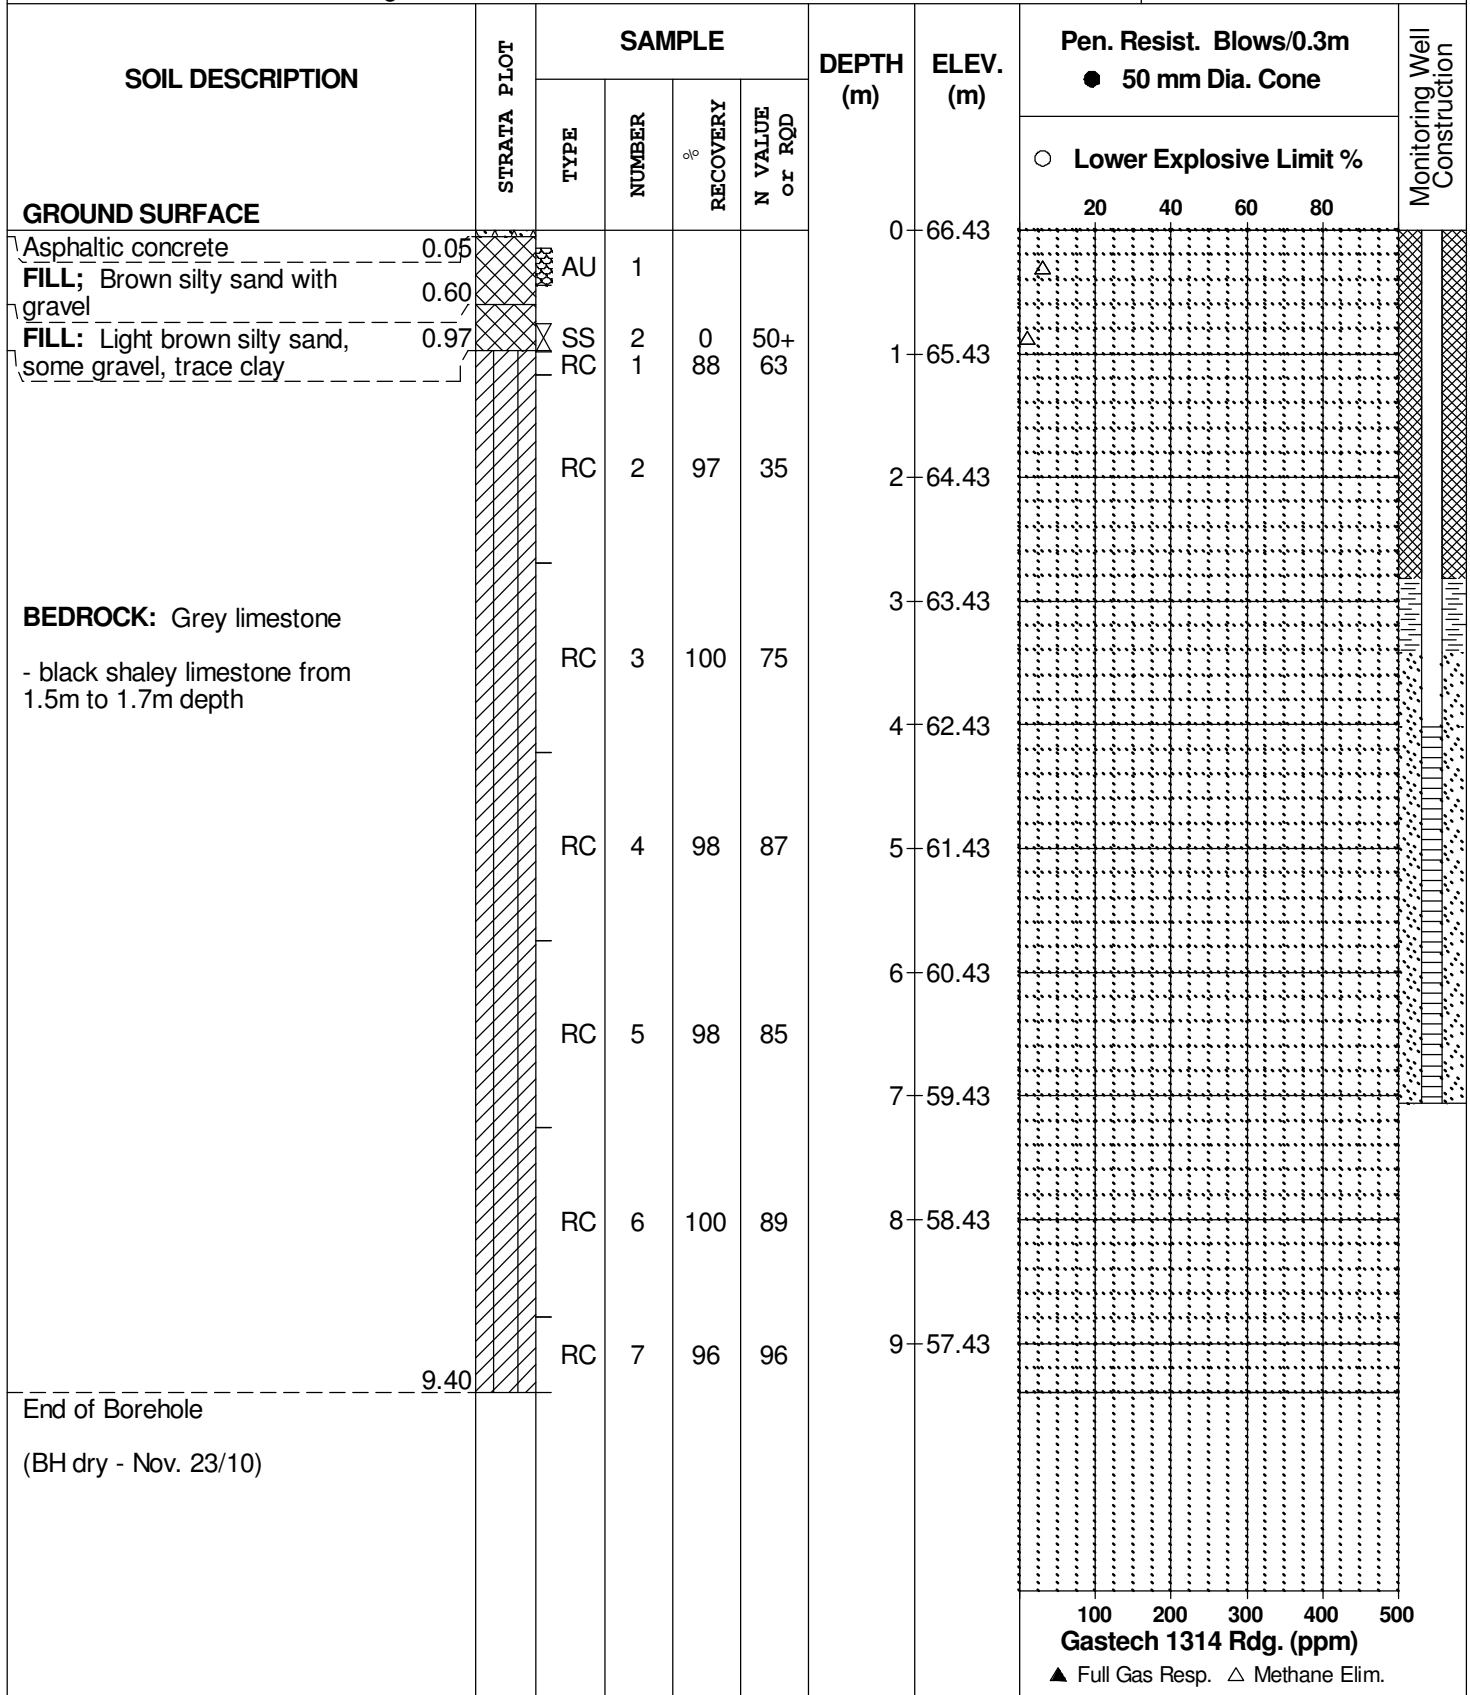 SOIL DESCRIPTION
STRATA PLOT
SAMPLE
TYPE
NUMBER
%
RECOVERY
N VALUE
or RQD
DEPTH
(m)
ELEV.
(m)
Pen. Resist. Blows/0.3m
● 50 mm Dia. Cone
○ Lower Explosive Limit %
20 40 60 80
Monitoring Well
Construction
GROUND SURFACE
0 66.43
Asphaltic concrete 0.05
FILL; Brown silty sand with
gravel 0.60
AU 1
FILL: Light brown silty sand, 0.97
some gravel, trace clay
SS 2 0 50+
1 65.43
RC 1 88 63
RC 2 97 35
2 64.43
3 63.43
BEDROCK: Grey limestone
- black shaley limestone from
1.5m to 1.7m depth
RC 3 100 75
4 62.43
RC 4 98 87
5 61.43
6 60.43
RC 5 98 85
7 59.43
RC 6 100 89
8 58.43
9 57.43
RC 7 96 96
9.40
End of Borehole
(BH dry - Nov. 23/10)
100 200 300 400 500
Gastech 1314 Rdg. (ppm)
▲ Full Gas Resp. △ Methane Elim.